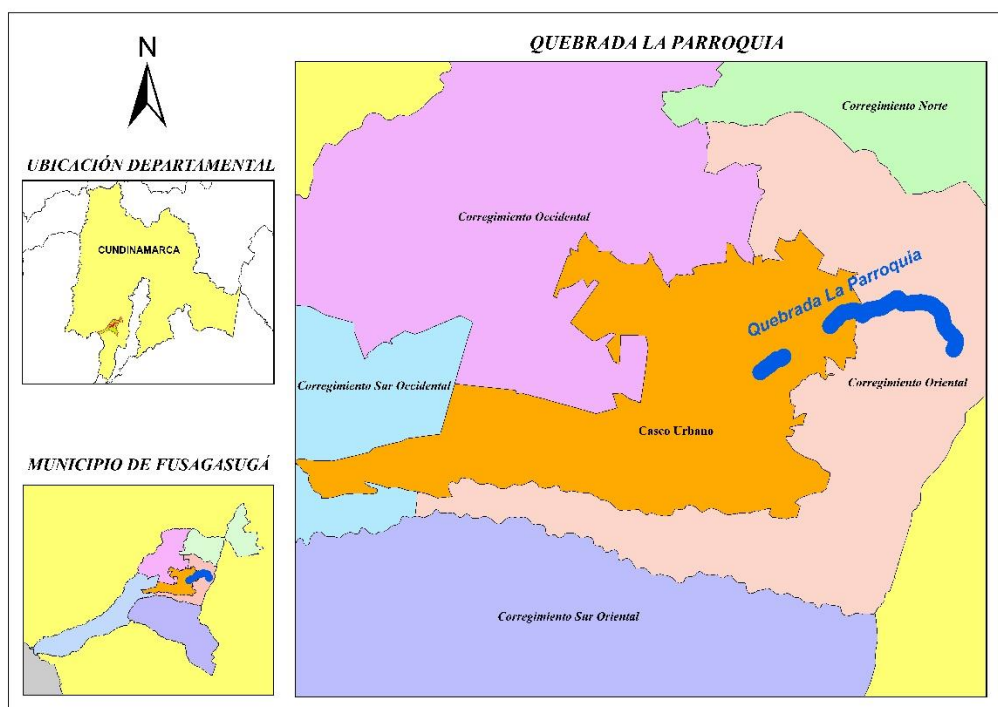 N
UBICACIÓN DEPARTAMENTAL
CUNDINAMARCA
MUNICIPIO DE FUSAGASUGÁ
QUEBRADA LA PARROQUIA
Corregimiento Norte
Corregimiento Occidental
Quebrada La Parroquia
Corregimiento Sur Occidental
Corregimiento Oriental
Casco Urbano
Corregimiento Sur Oriental